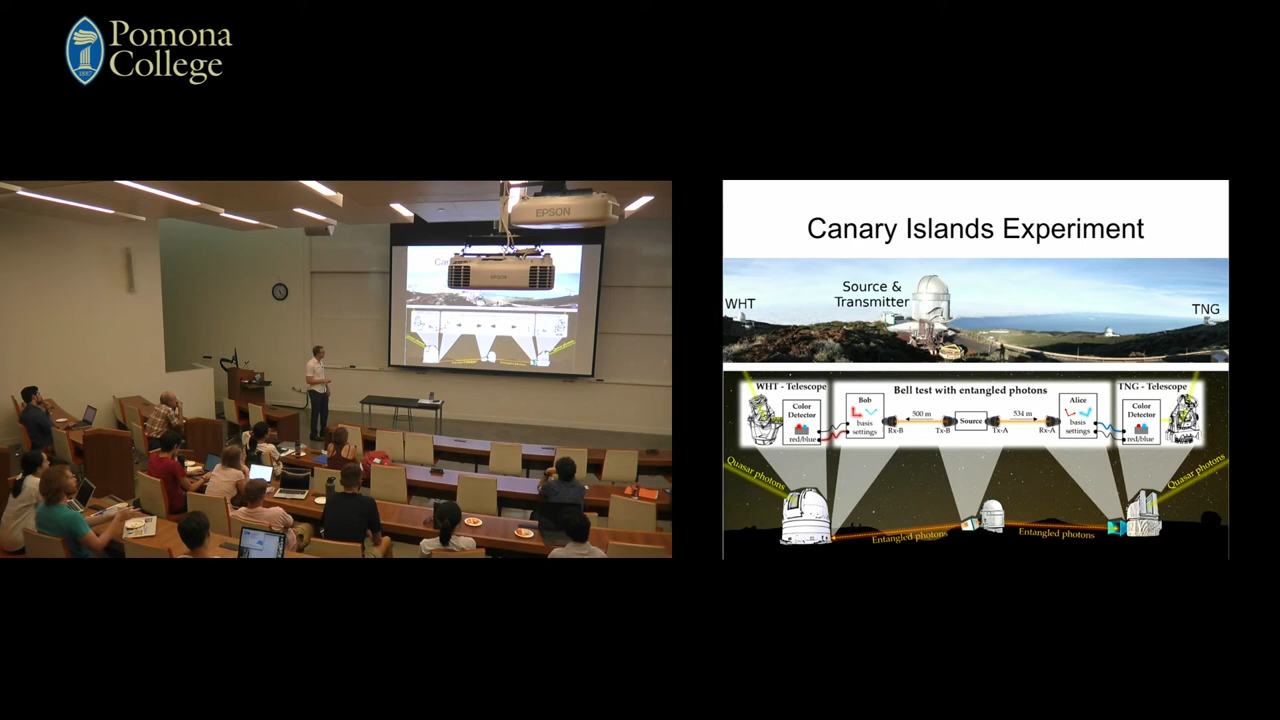 Pomona
College
1887
EPSON
EPSON
Canary Islands Experiment
WHT
Source &
Transmitter
TNG
WHT - Telescope
Bell test with entangled photons
TNG - Telescope
Color
Detector
red/blue
Bob
basis
settings
500 m
Rx-B
Tx-B
Source
534 m
Tx-A
Rx-A
Alice
basis
settings
Color
Detector
red/blue
Quasar photons
Quasar photons
Entangled photons
Entangled photons